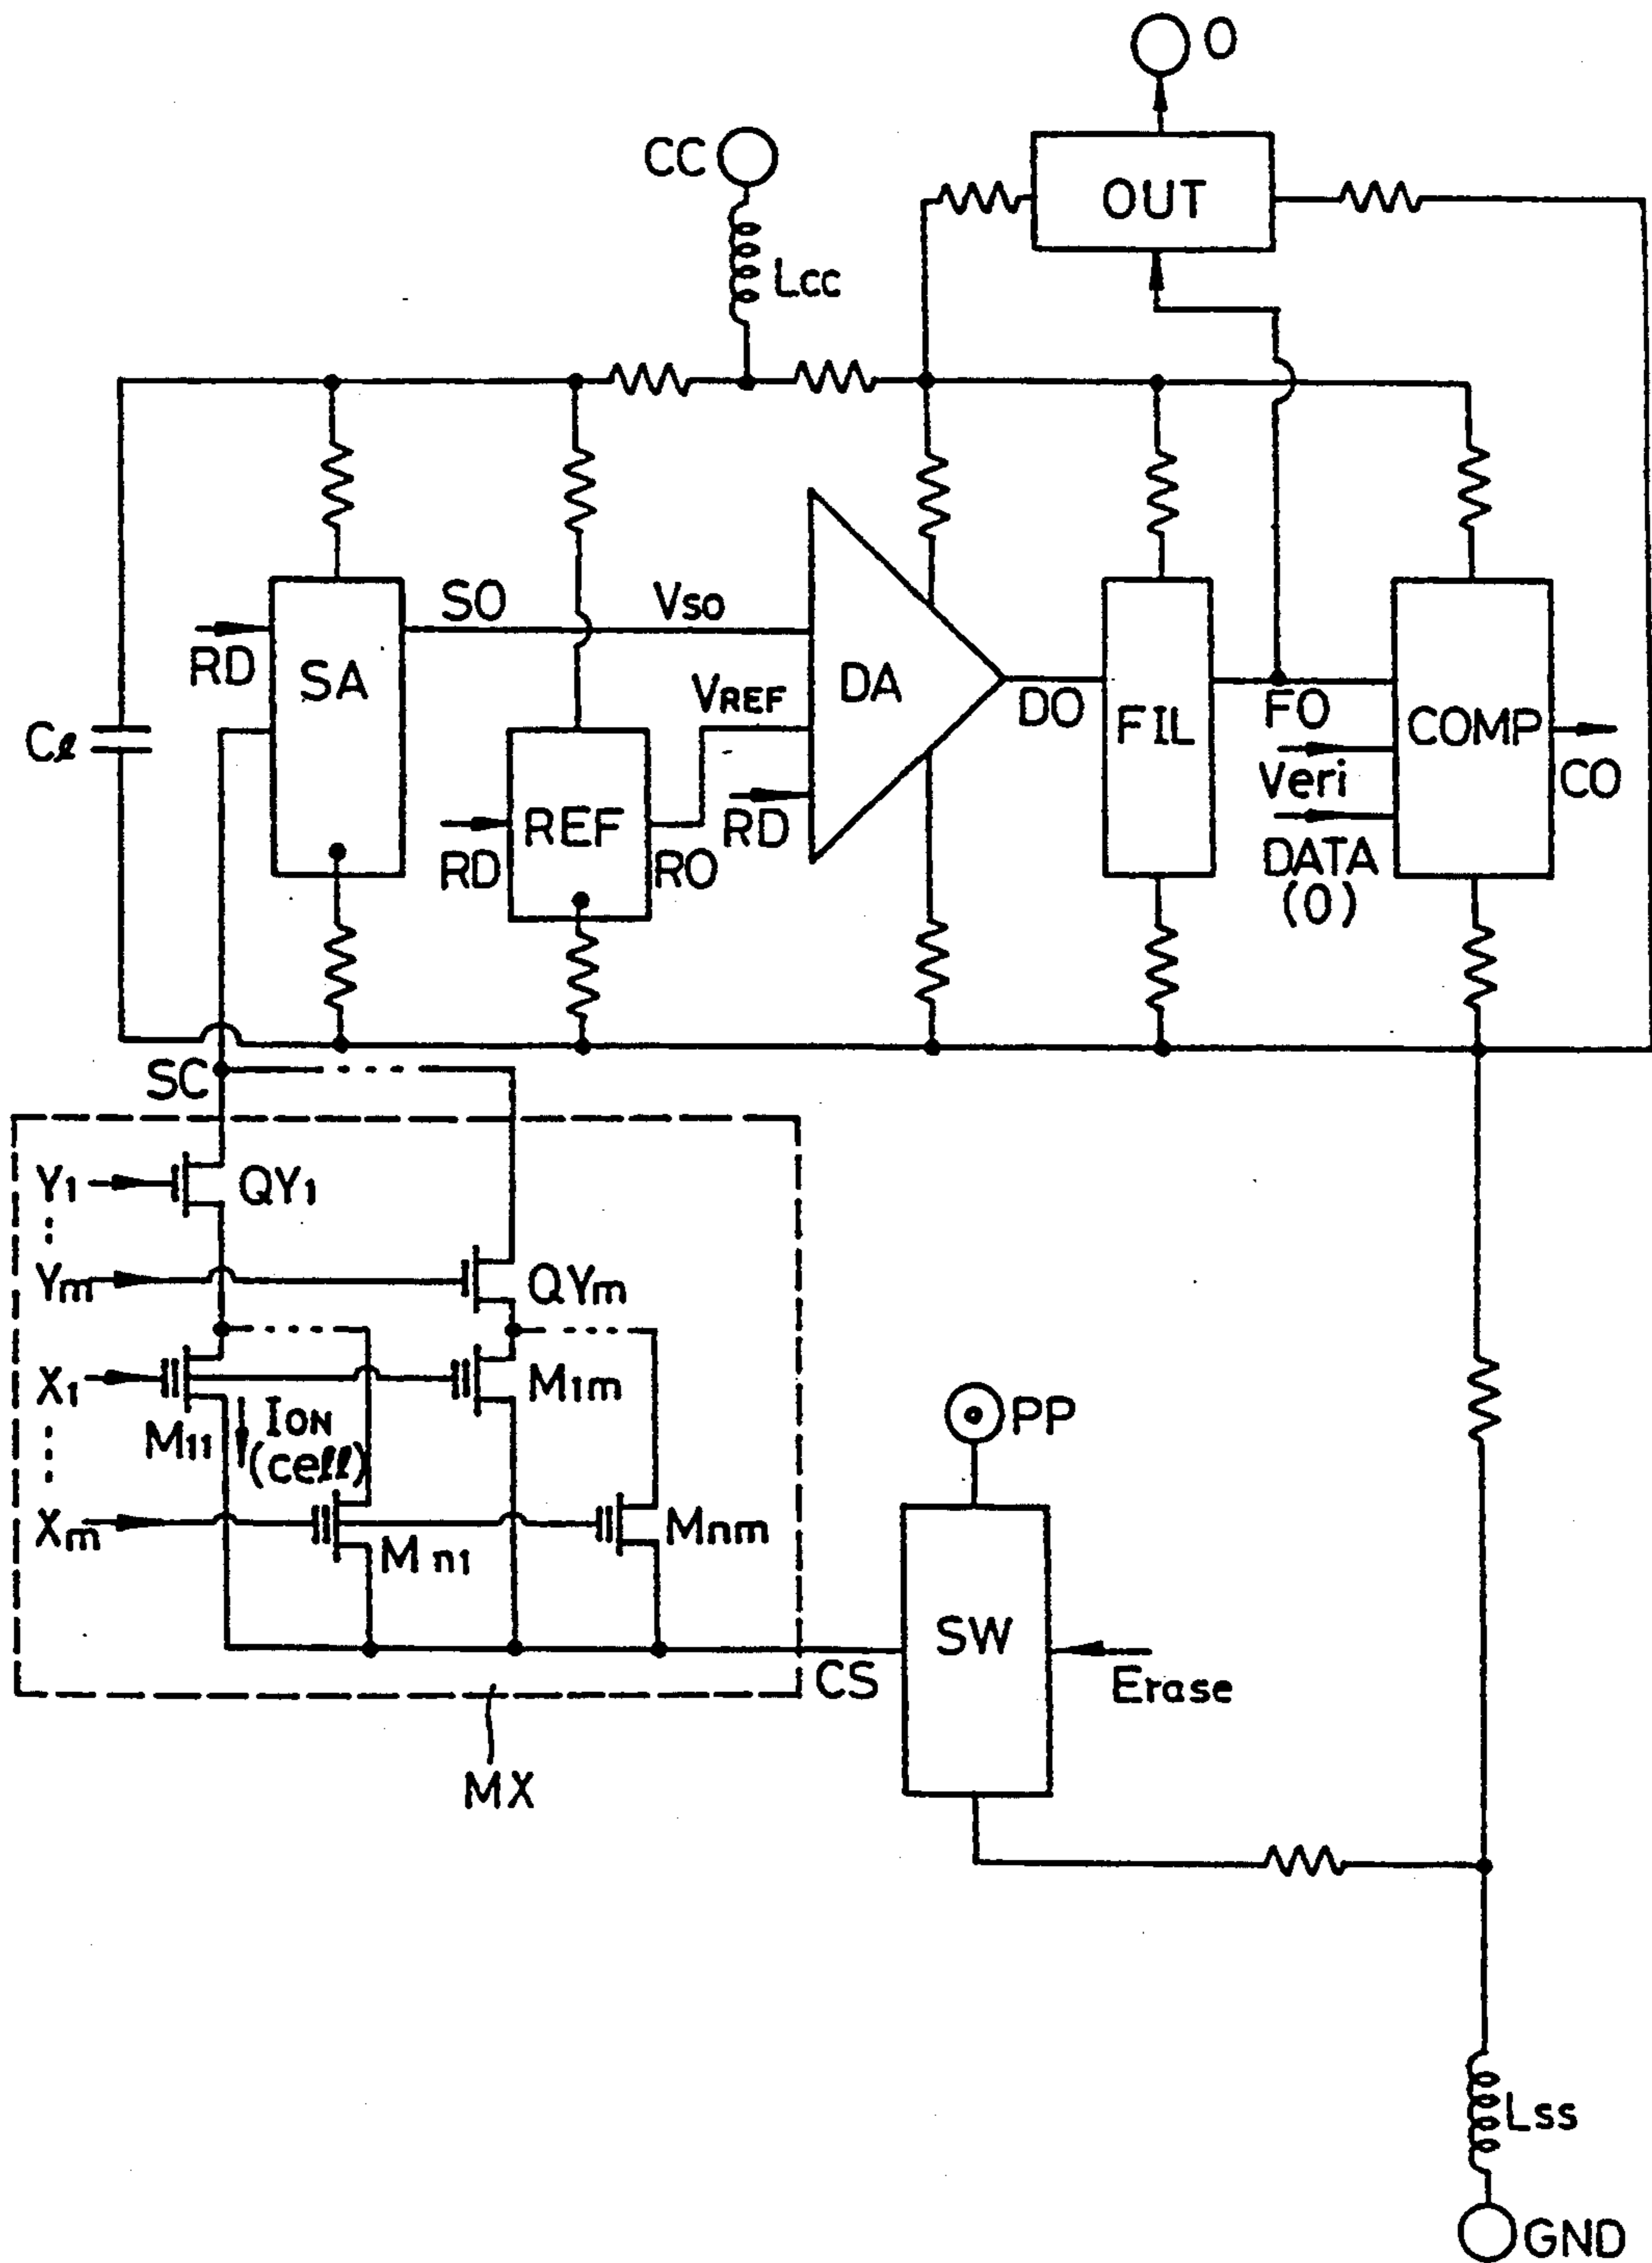 O
CC
OUT
Lcc
SO
Vso
RD
SA
VREF
DA
DO
FIL
FO
COMP
Cℓ
REF
RD
RO
RD
Veri
CO
DATA
(0)
SC
Y1
QY1
Ym
QYm
X1
M1m
M11
ION
(cell)
PP
Xm
Mn1
Mnm
SW
CS
Erase
MX
Lss
GND